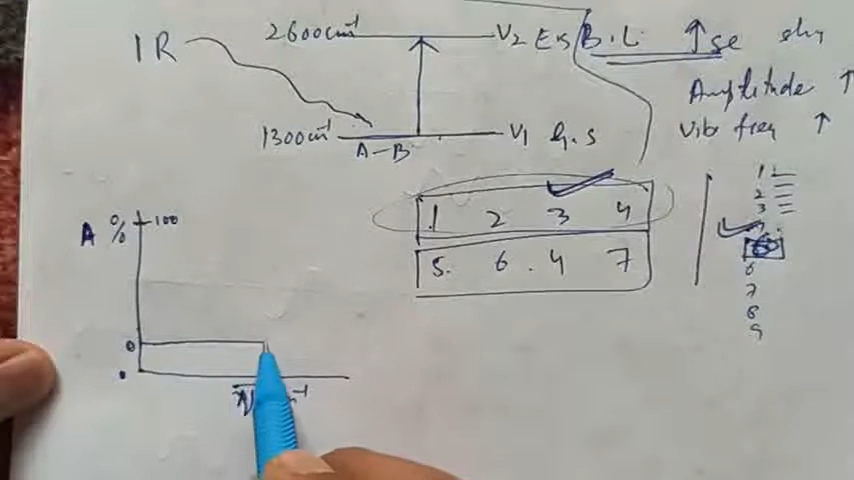 IR
2600cm⁻¹ V₂ E.S B.L ↑se
Amplitude ↑
Vib freq ↑
1300cm⁻¹ V₁ G.S
A-B
1 2 3 4
5. 6. 4 7
1
2
3
6
7
8
9
A % 100
0